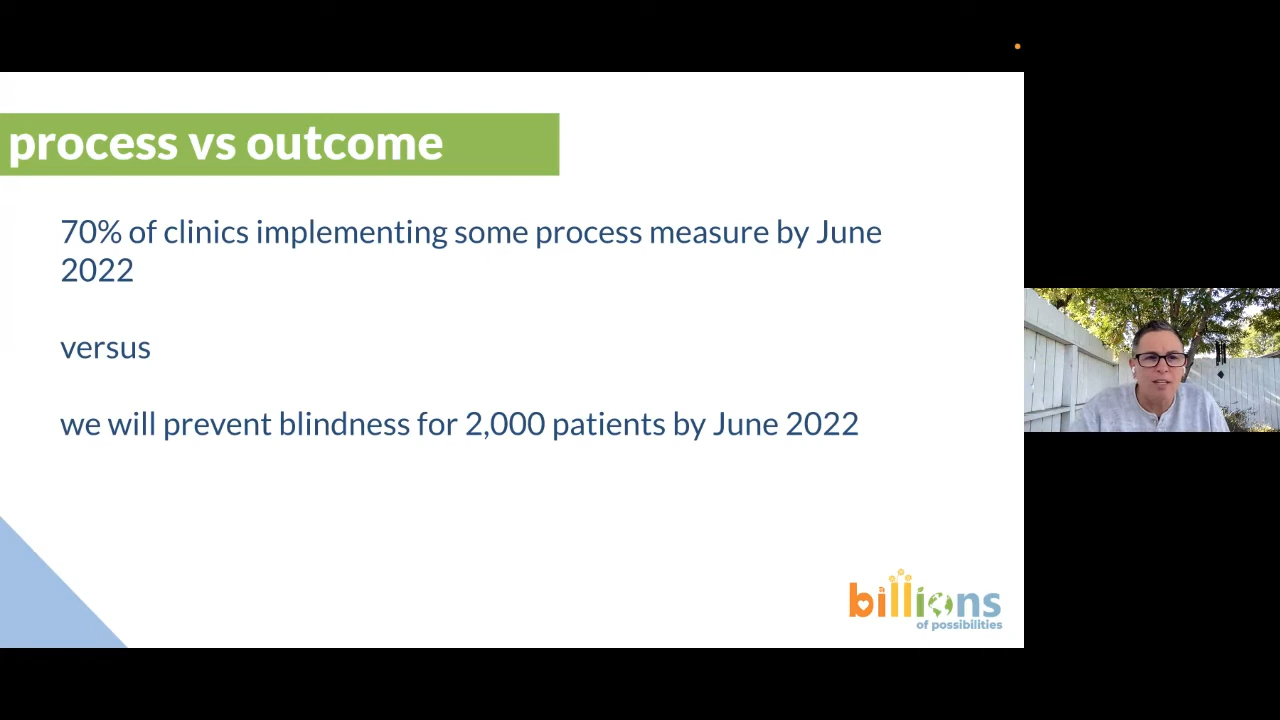 process vs outcome
70% of clinics implementing some process measure by June
2022
versus
we will prevent blindness for 2,000 patients by June 2022
billions
of possibilities